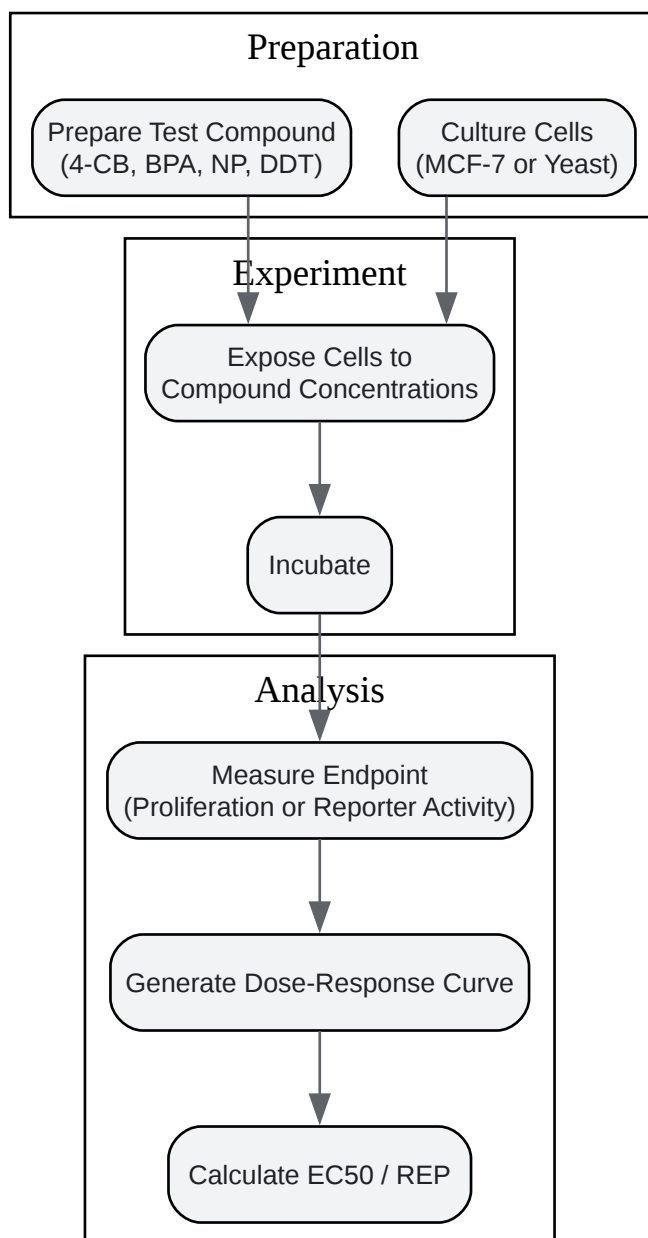 Preparation
Prepare Test Compound
(4-CB, BPA, NP, DDT)
Culture Cells
(MCF-7 or Yeast)
Experiment
Expose Cells to
Compound Concentrations
Incubate
Analysis
Measure Endpoint
(Proliferation or Reporter Activity)
Generate Dose-Response Curve
Calculate EC50 / REP